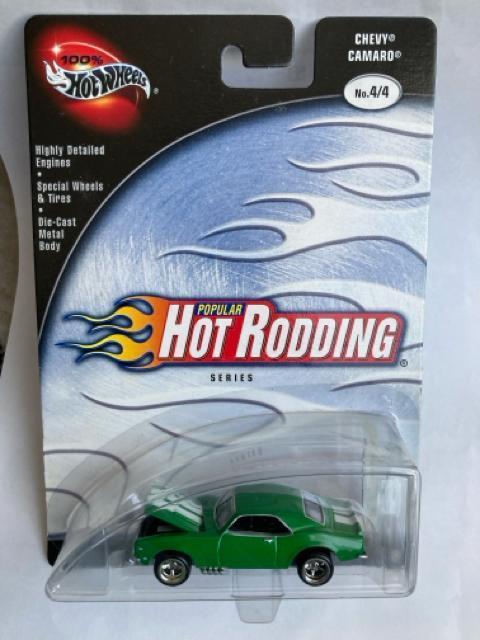 100%
Hot Wheels®
CHEVY®
CAMARO®
No. 4/4
Highly Detailed
Engines
•
Special Wheels
& Tires
•
Die-Cast
Metal
Body
POPULAR
HOT RODDING®
SERIES